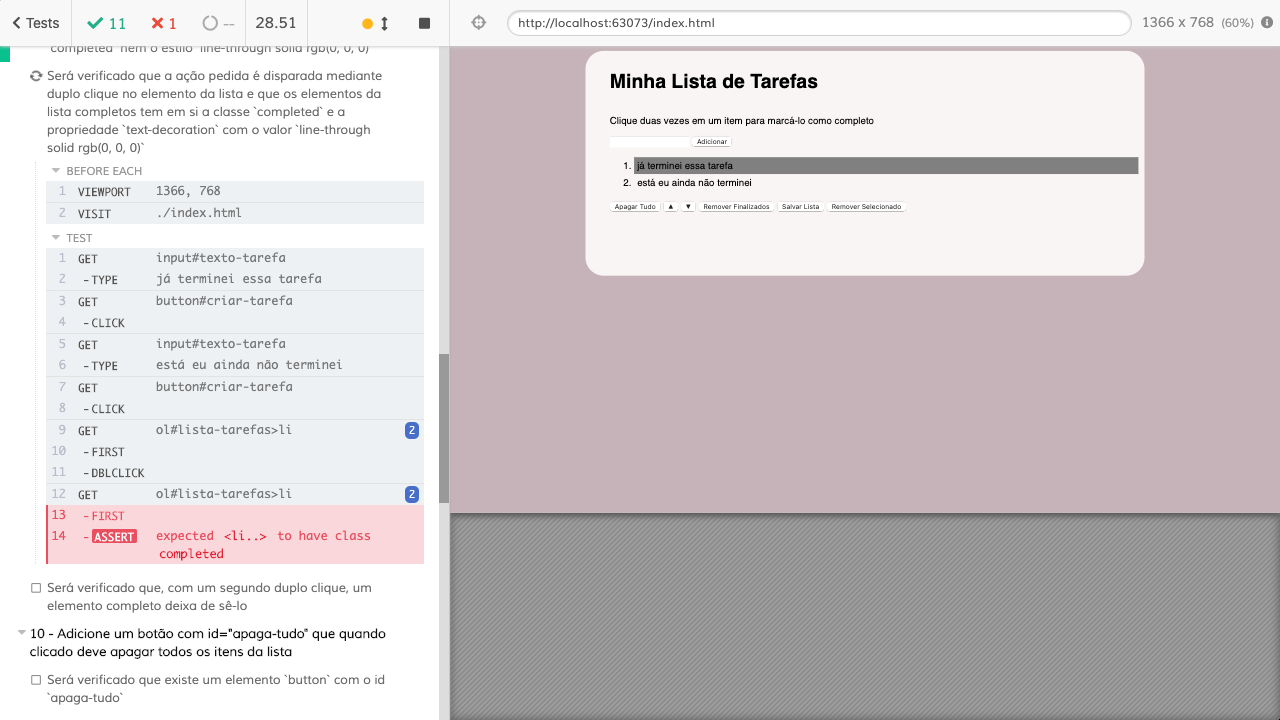 Tests
11
1
--
28.51
http://localhost:63073/index.html
1366 x 768 (60%)
completed` nem o estilo `line-through solid rgb(0, 0, 0)`
Será verificado que a ação pedida é disparada mediante
duplo clique no elemento da lista e que os elementos da
lista completos tem em si a classe `completed` e a
propriedade `text-decoration` com o valor `line-through
solid rgb(0, 0, 0)`
BEFORE EACH
1 VIEWPORT 1366, 768
2 VISIT ./index.html
TEST
1 GET input#texto-tarefa
2 -TYPE já terminei essa tarefa
3 GET button#criar-tarefa
4 -CLICK
5 GET input#texto-tarefa
6 -TYPE está eu ainda não terminei
7 GET button#criar-tarefa
8 -CLICK
9 GET ol#lista-tarefas>li 2
10 -FIRST
11 -DBLCLICK
12 GET ol#lista-tarefas>li 2
13 -FIRST
14 -ASSERT expected <li..> to have class
completed
Será verificado que, com um segundo duplo clique, um
elemento completo deixa de sê-lo
10 - Adicione um botão com id="apaga-tudo" que quando
clicado deve apagar todos os itens da lista
Será verificado que existe um elemento `button` com o id
`apaga-tudo`
Minha Lista de Tarefas
Clique duas vezes em um item para marcá-lo como completo
Adicionar
1. já terminei essa tarefa
2. está eu ainda não terminei
Apagar Tudo ▲ ▼ Remover Finalizados Salvar Lista Remover Selecionado